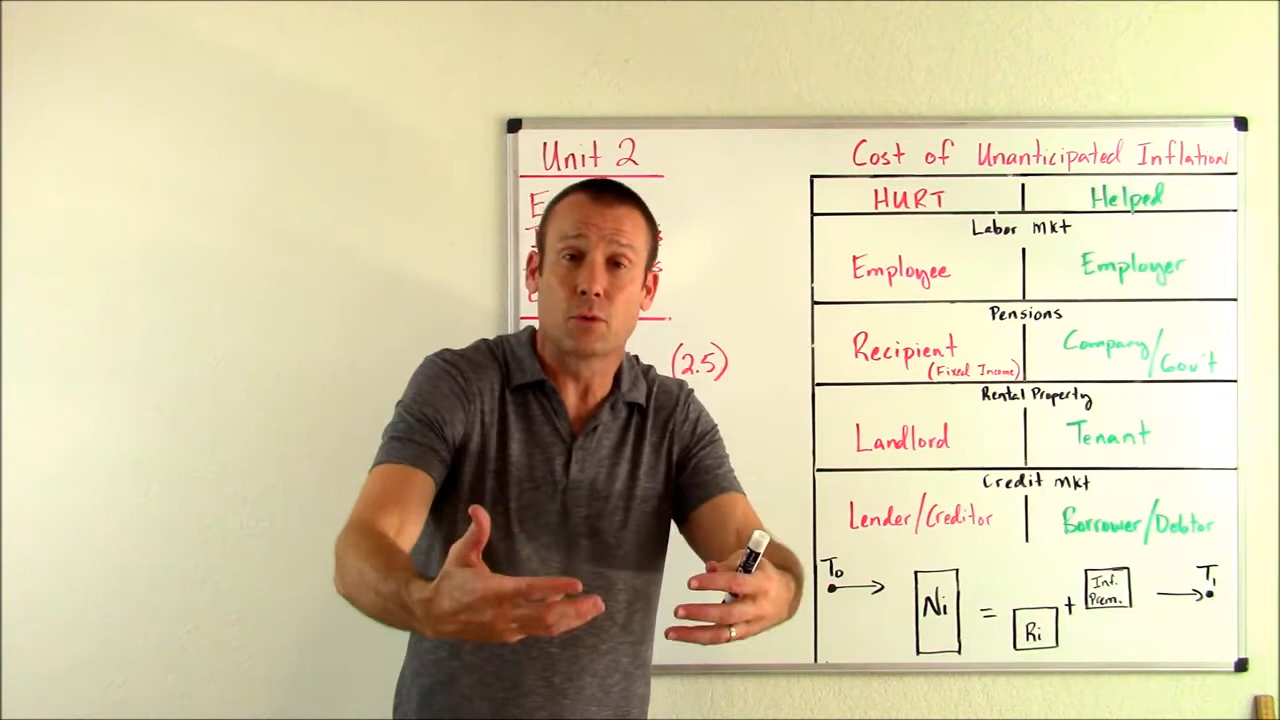 Unit 2
(2.5)
Cost of Unanticipated Inflation
HURT Helped
Labor Mkt
Employee Employer
Pensions
Recipient Company/
(Fixed Income) Gov't
Rental Property
Landlord Tenant
Credit Mkt
Lender/Creditor Borrower/Debtor
T0 Ni = Ri + Inf. Prem. T1